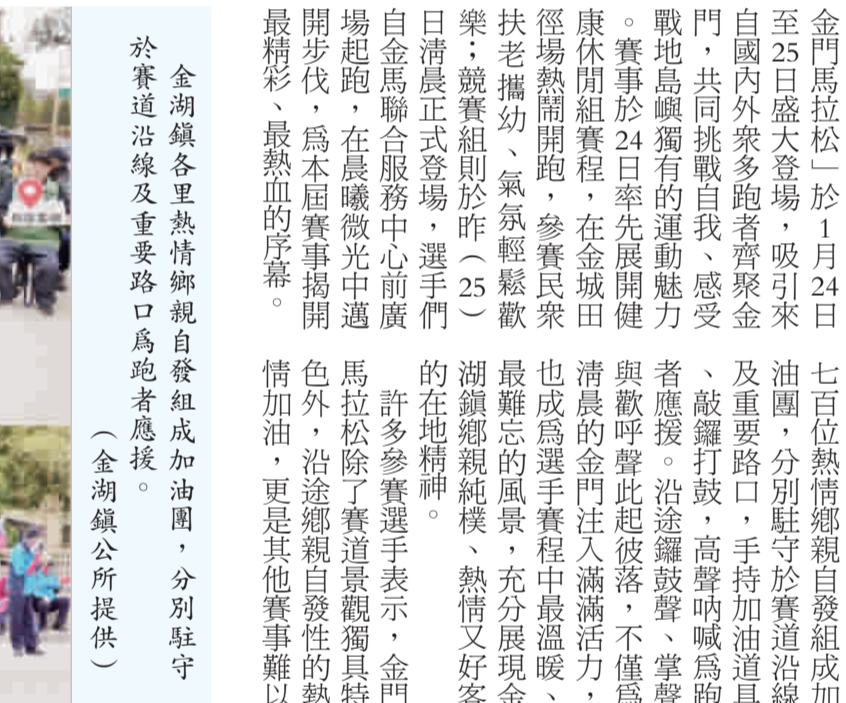 金門馬拉松」於1月24日
至25日盛大登場，吸引來
自國內外眾多跑者齊聚金
門，共同挑戰自我、感受
戰地島嶼獨有的運動魅力
。賽事於24日率先展開健
康休閒組賽程，在金城田
徑場熱鬧開跑，參賽民眾
扶老攜幼、氣氛輕鬆歡
樂；競賽組則於昨（25）
日清晨正式登場，選手們
自金馬聯合服務中心前廣
場起跑，在晨曦微光中邁
開步伐，為本屆賽事揭開
最精彩、最熱血的序幕。
七百位熱情鄉親自發組成加
油團，分別駐守於賽道沿線
及重要路口，手持加油道具
、敲鑼打鼓，高聲吶喊為跑
者應援。沿途鑼鼓聲、掌聲
與歡呼聲此起彼落，不僅為
清晨的金門注入滿滿活力，
也成為選手賽程中最溫暖、
最難忘的風景，充分展現金
湖鎮鄉親純樸、熱情又好客
的在地精神。
許多參賽選手表示，金門
馬拉松除了賽道景觀獨具特
色外，沿途鄉親自發性的熱
情加油，更是其他賽事難以
金湖鎮各里熱情鄉親自發組成加油團，分別駐守
於賽道沿線及重要路口為跑者應援。
（金湖鎮公所提供）